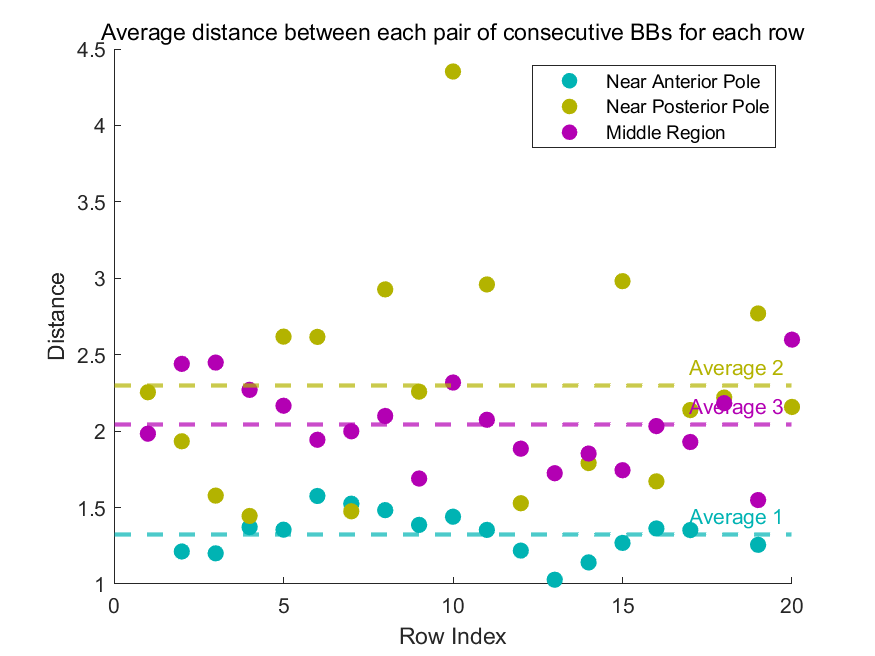 Average distance between each pair of consecutive BBs for each row
4.5
4
3.5
3
2.5
2
1.5
1
Distance
Near Anterior Pole
Near Posterior Pole
Middle Region
Average 2
Average 3
Average 1
0
5
10
15
20
Row Index